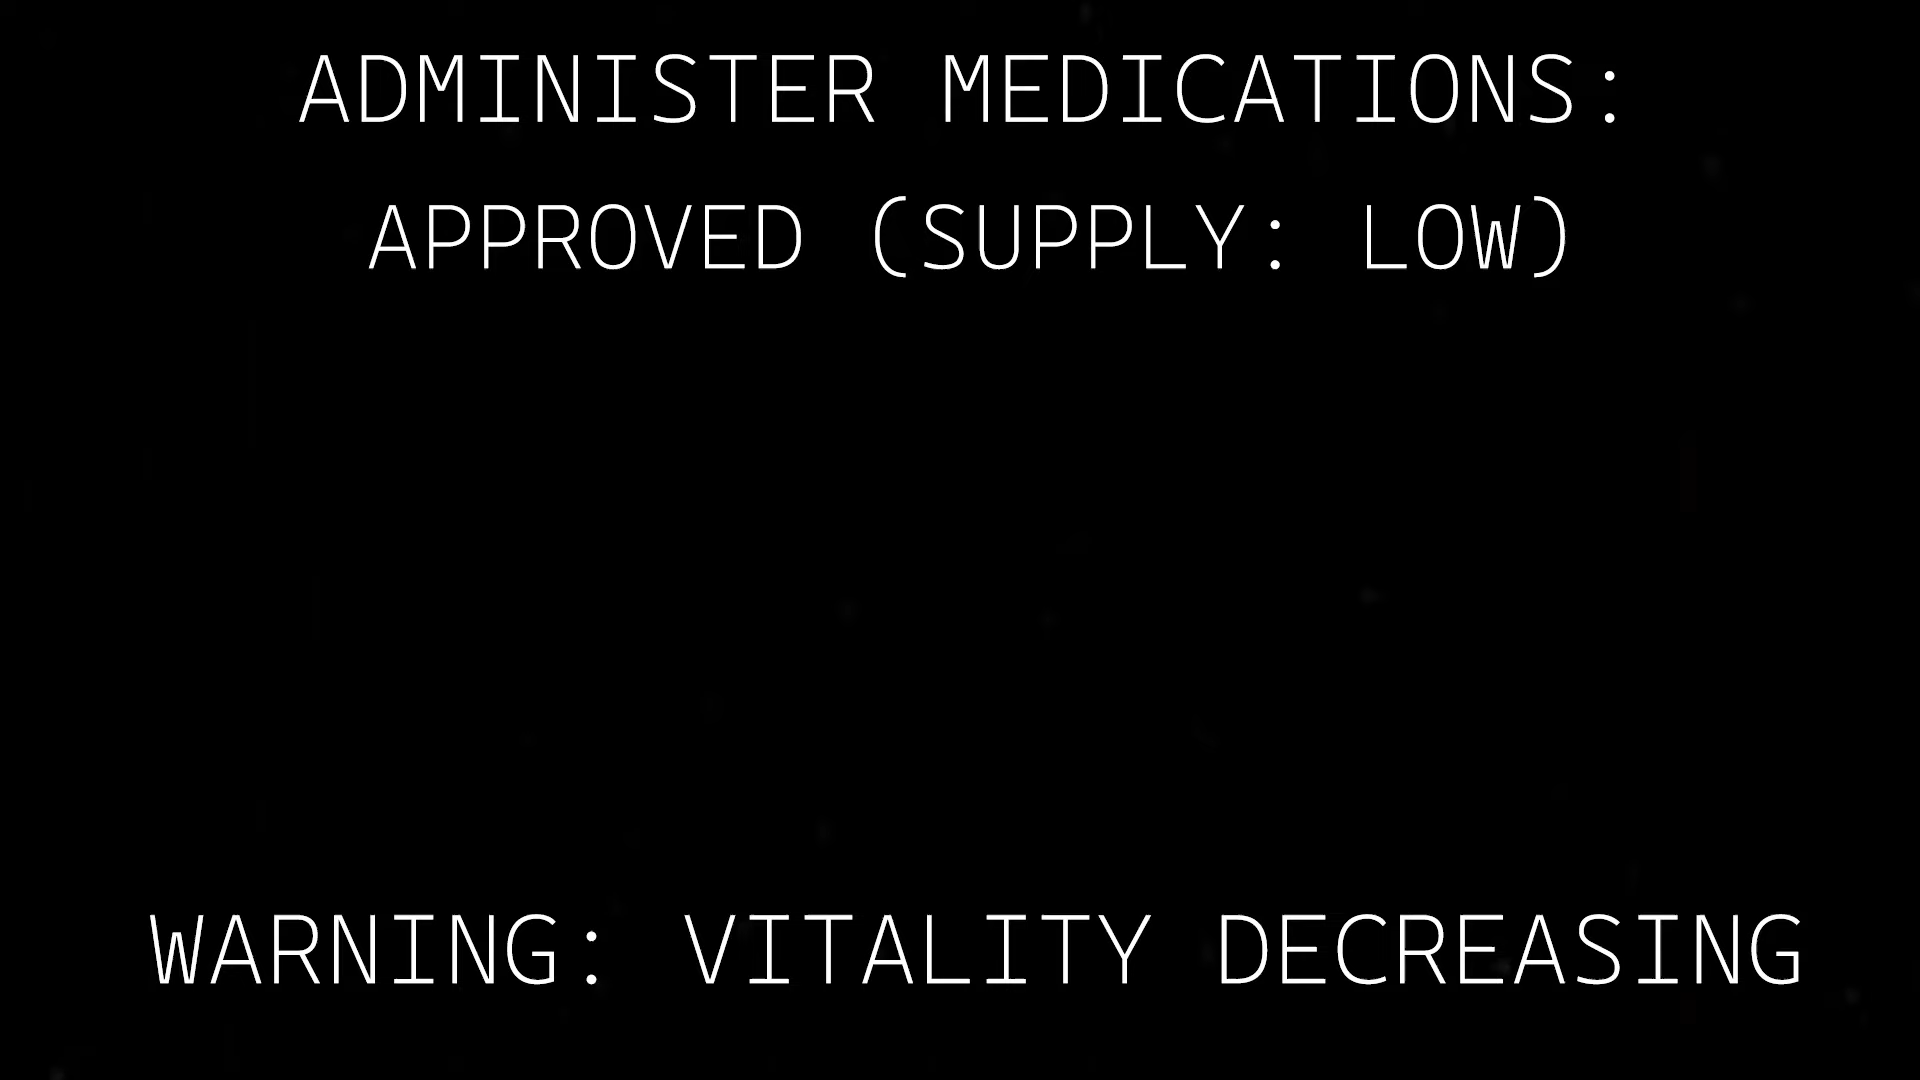 ADMINISTER MEDICATIONS:
APPROVED (SUPPLY: LOW)
WARNING: VITALITY DECREASING